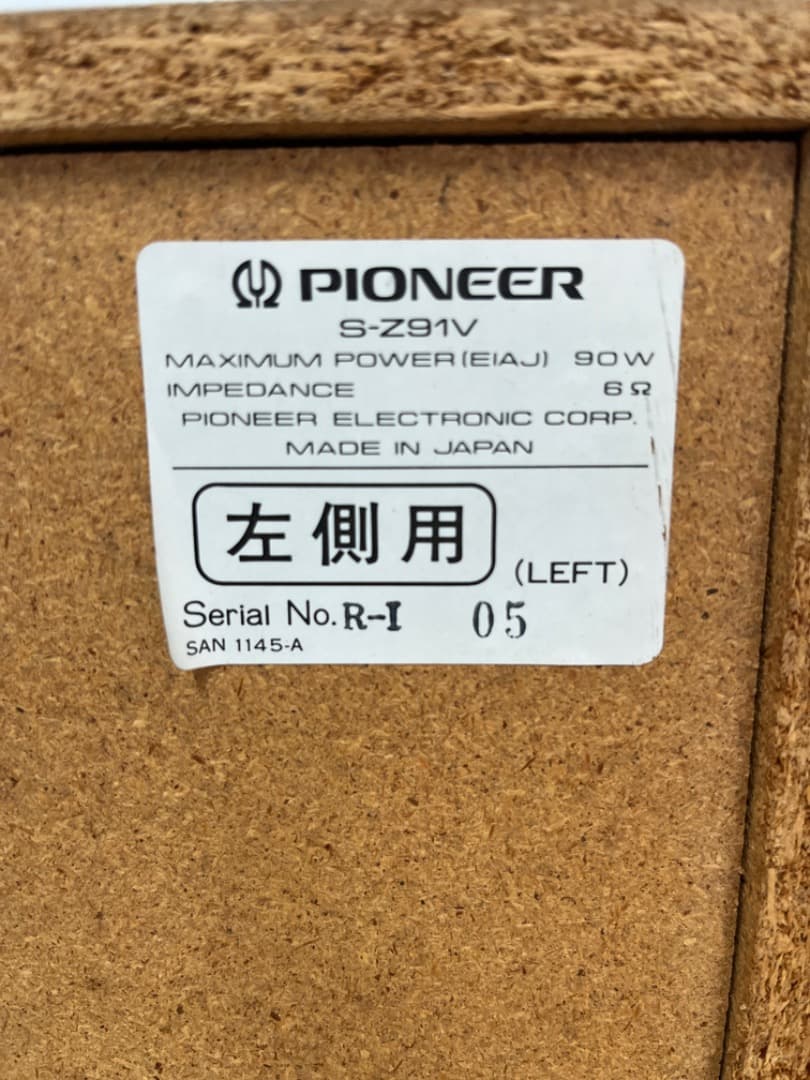 PIONEER
S-Z91V
MAXIMUM POWER(EIAJ) 90W
IMPEDANCE 6Ω
PIONEER ELECTRONIC CORP.
MADE IN JAPAN
左側用 (LEFT)
Serial No. R-I 05
SAN 1145-A